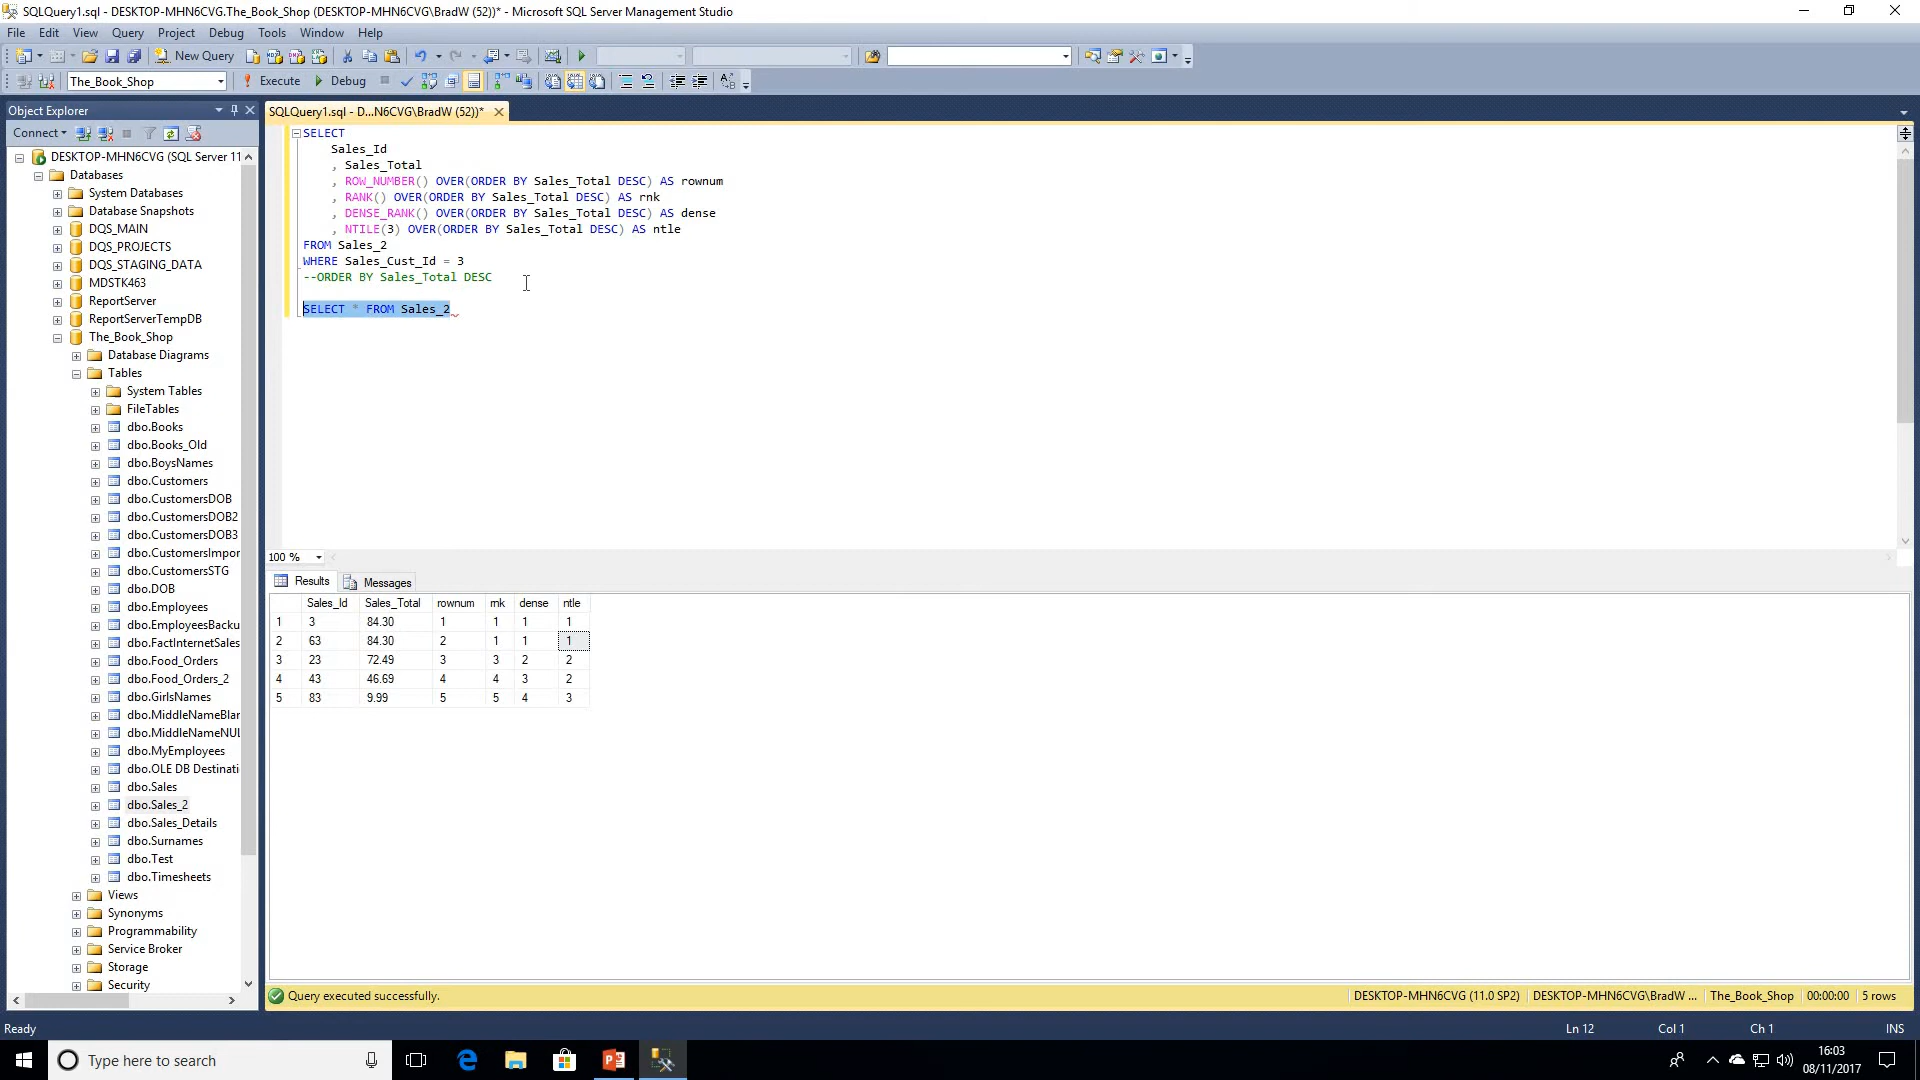 SQLQuery1.sql - DESKTOP-MHN6CVG.The_Book_Shop (DESKTOP-MHN6CVG\BradW (52))* - Microsoft SQL Server Management Studio
File Edit View Query Project Debug Tools Window Help
New Query
The_Book_Shop Execute Debug
Object Explorer
Connect
DESKTOP-MHN6CVG (SQL Server 11
Databases
System Databases
Database Snapshots
DQS_MAIN
DQS_PROJECTS
DQS_STAGING_DATA
MDSTK463
ReportServer
ReportServerTempDB
The_Book_Shop
Database Diagrams
Tables
System Tables
FileTables
dbo.Books
dbo.Books_Old
dbo.BoysNames
dbo.Customers
dbo.CustomersDOB
dbo.CustomersDOB2
dbo.CustomersDOB3
dbo.CustomersImpor
dbo.CustomersSTG
dbo.DOB
dbo.Employees
dbo.EmployeesBacku
dbo.FactInternetSales
dbo.Food_Orders
dbo.Food_Orders_2
dbo.GirlsNames
dbo.MiddleNameBlar
dbo.MiddleNameNUL
dbo.MyEmployees
dbo.OLE DB Destinati
dbo.Sales
dbo.Sales_2
dbo.Sales_Details
dbo.Surnames
dbo.Test
dbo.Timesheets
Views
Synonyms
Programmability
Service Broker
Storage
Security
SQLQuery1.sql - D...N6CVG\BradW (52))*
SELECT
Sales_Id
, Sales_Total
, ROW_NUMBER() OVER(ORDER BY Sales_Total DESC) AS rownum
, RANK() OVER(ORDER BY Sales_Total DESC) AS rnk
, DENSE_RANK() OVER(ORDER BY Sales_Total DESC) AS dense
, NTILE(3) OVER(ORDER BY Sales_Total DESC) AS ntle
FROM Sales_2
WHERE Sales_Cust_Id = 3
--ORDER BY Sales_Total DESC
SELECT * FROM Sales_2
100 %
Results Messages
Sales_Id Sales_Total rownum rnk dense ntle
1 3 84.30 1 1 1 1
2 63 84.30 2 1 1 1
3 23 72.49 3 3 2 2
4 43 46.69 4 4 3 2
5 83 9.99 5 5 4 3
Query executed successfully. DESKTOP-MHN6CVG (11.0 SP2) DESKTOP-MHN6CVG\BradW ... The_Book_Shop 00:00:00 5 rows
Ready Ln 12 Col 1 Ch 1 INS
Type here to search
16:03
08/11/2017